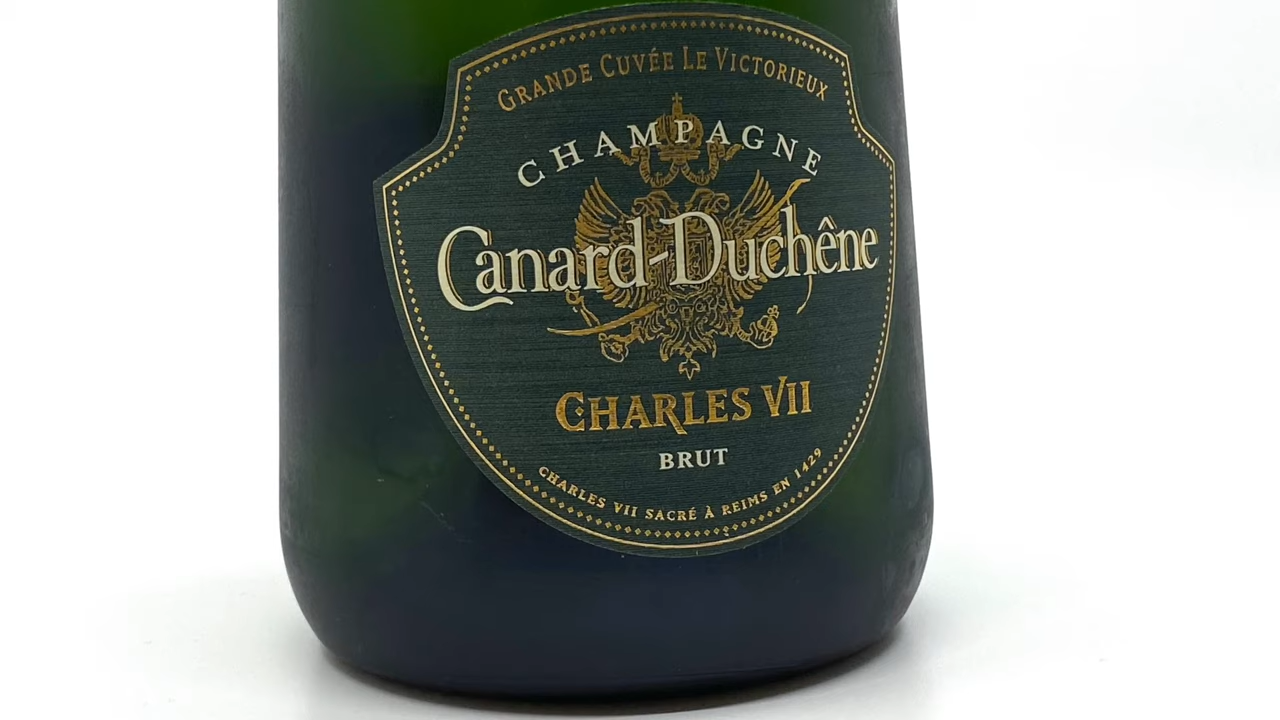 GRANDE CUVÉE LE VICTORIEUX
CHAMPAGNE
Canard-Duchêne
CHARLES VII
BRUT
CHARLES VII SACRÉ À REIMS EN 1429